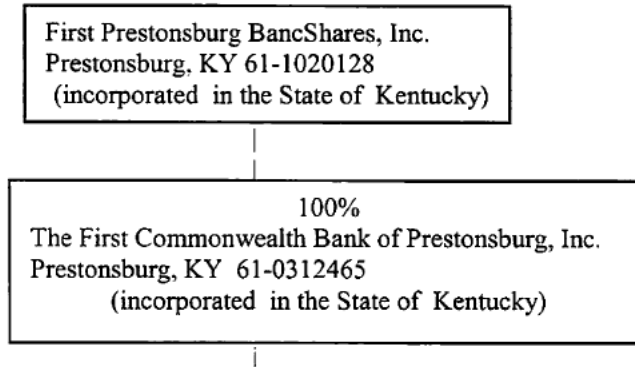 First Prestonsburg BancShares, Inc.
Prestonsburg, KY 61-1020128
(incorporated in the State of Kentucky)
100%
The First Commonwealth Bank of Prestonsburg, Inc.
Prestonsburg, KY 61-0312465
(incorporated in the State of Kentucky)